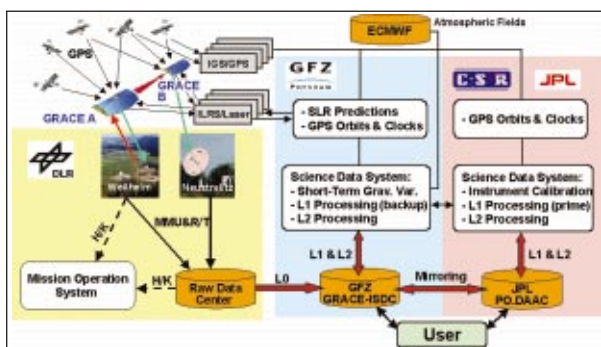 GPS
GRACE A
GRACE B
IGS/GPS
ILRS/Laser
ECMWF
Atmospheric Fields
GFZ
POTSDAM
C·S·R
JPL
- SLR Predictions
- GPS Orbits & Clocks
- GPS Orbits & Clocks
DLR
Weilheim
Neustrelitz
Science Data System:
- Short-Term Grav. Var.
- L1 Processing (backup)
- L2 Processing
Science Data System:
- Instrument Calibration
- L1 Processing (prime)
- L2 Processing
MMU&R/T
H/K
L1 & L2
L1 & L2
Mission Operation
System
H/K
Raw Data
Center
L0
GFZ
GRACE-ISDC
Mirroring
JPL
PO.DAAC
User